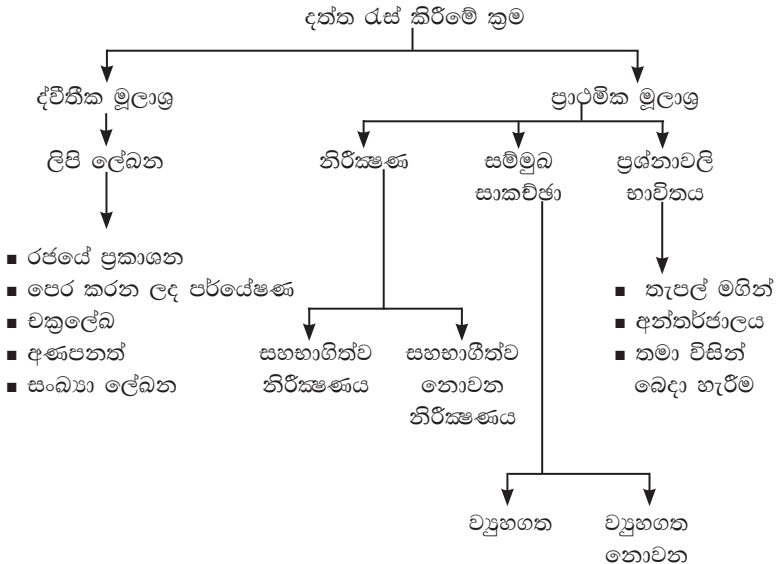 දත්ත රැස් කිරීමේ ක්‍රම
ද්වීතීක මූලාශ්‍ර
ප්‍රාථමික මූලාශ්‍ර
ලිපි ලේඛන
නිරීක්‍ෂණ
සම්මුඛ
සාකච්ඡා
ප්‍රශ්නාවලි
භාවිතය
■ රජයේ ප්‍රකාශන
■ පෙර කරන ලද පර්යේෂණ
■ චක්‍රලේඛ
■ අණපනත්
■ සංඛ්‍යා ලේඛන
සහභාගිත්ව
නිරීක්‍ෂණය
සහභාගීත්ව
නොවන
නිරීක්‍ෂණය
■ තැපල් මගින්
■ අන්තර්ජාලය
■ තමා විසින්
බෙදා හැරීම
ව්‍යුහගත
ව්‍යුහගත
නොවන